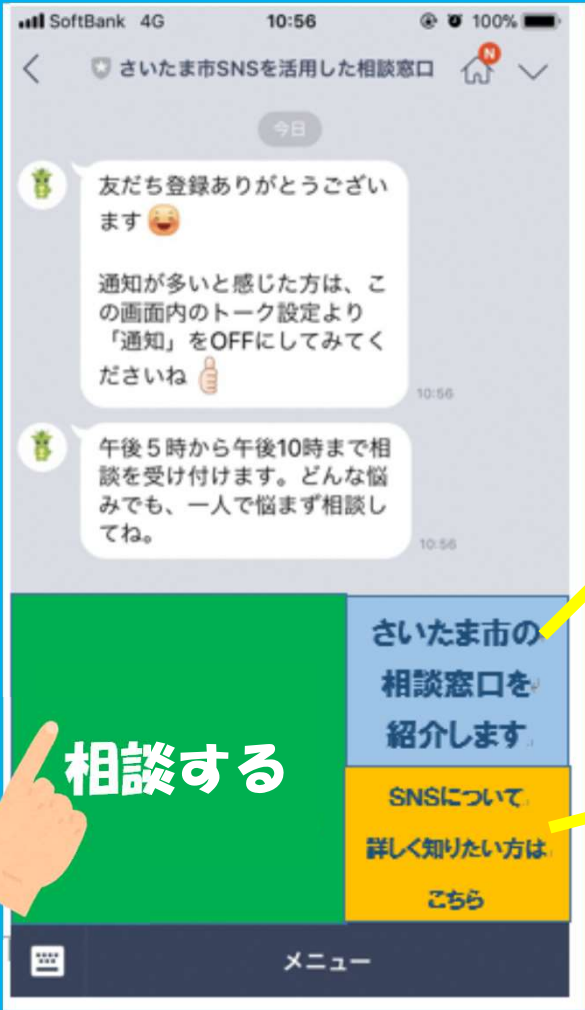 SoftBank 4G 10:56 100%
さいたま市SNSを活用した相談窓口
N
今日
友だち登録ありがとうござい
ます
通知が多いと感じた方は、こ
の画面内のトーク設定より
「通知」をOFFにしてみてく
ださいね
10:56
午後5時から午後10時まで相
談を受け付けます。どんな悩
みでも、一人で悩まず相談し
てね。
10:56
相談する
さいたま市の
相談窓口を
紹介します
SNSについて
詳しく知りたい方は
こちら
メニュー